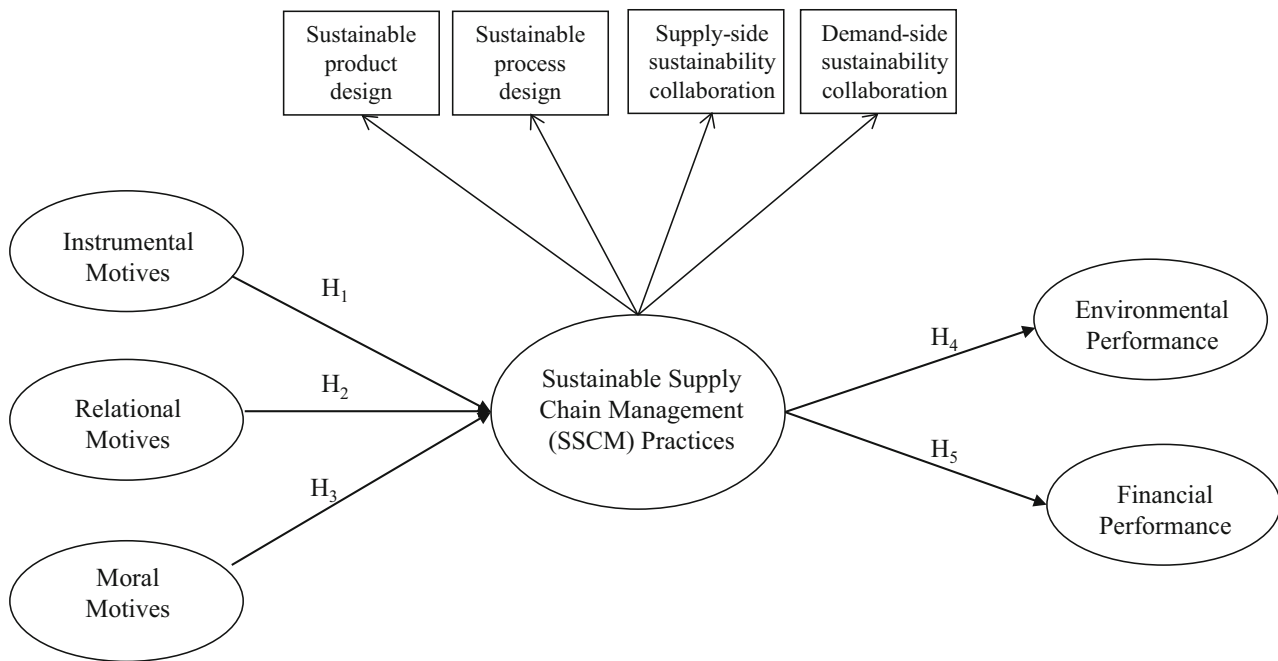 Sustainable
product
design
Sustainable
process
design
Supply-side
sustainability
collaboration
Demand-side
sustainability
collaboration
Instrumental
Motives
H₁
Relational
Motives
H₂
Moral
Motives
H₃
Sustainable Supply
Chain Management
(SSCM) Practices
H₄
Environmental
Performance
H₅
Financial
Performance